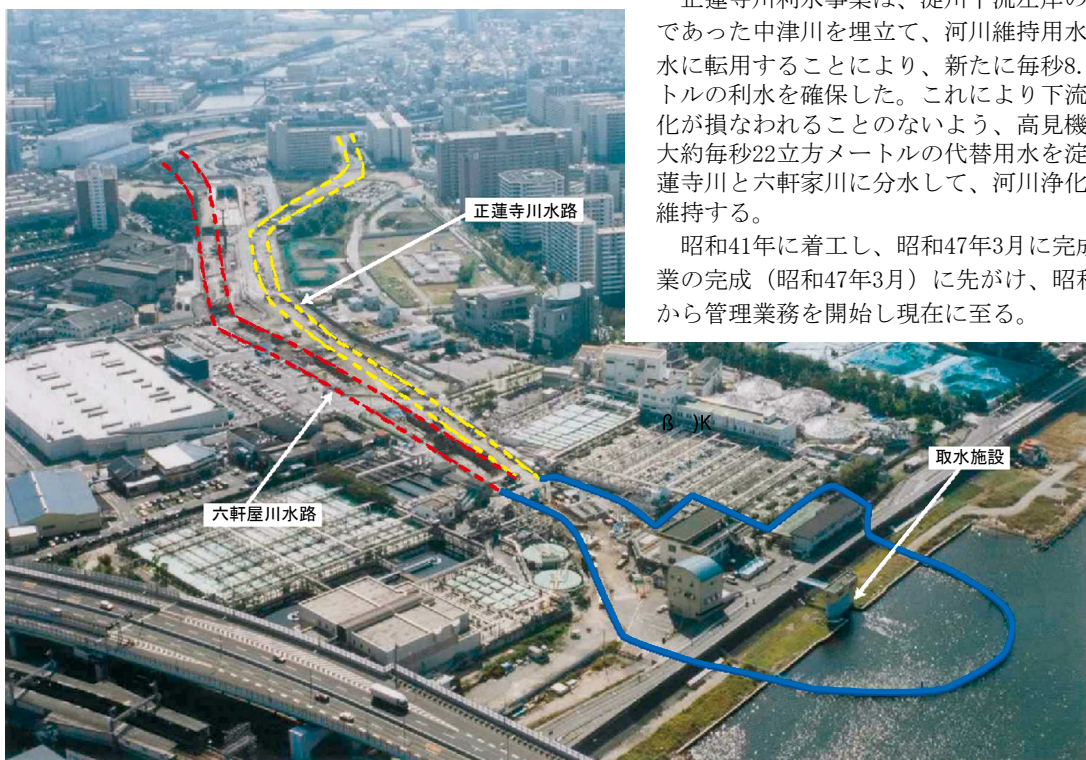 正蓮寺川利水事業は、淀川下流左岸の
であった中津川を埋立て、河川維持用水
水に転用することにより、新たに毎秒8.
トルの利水を確保した。これにより下流
化が損なわれることのないよう、高見機
大約毎秒22立方メートルの代替用水を淀
蓮寺川と六軒家川に分水して、河川浄化
維持する。
昭和41年に着工し、昭和47年3月に完成
業の完成（昭和47年3月）に先がけ、昭和
から管理業務を開始し現在に至る。
正蓮寺川水路
ß )K
取水施設
六軒屋川水路